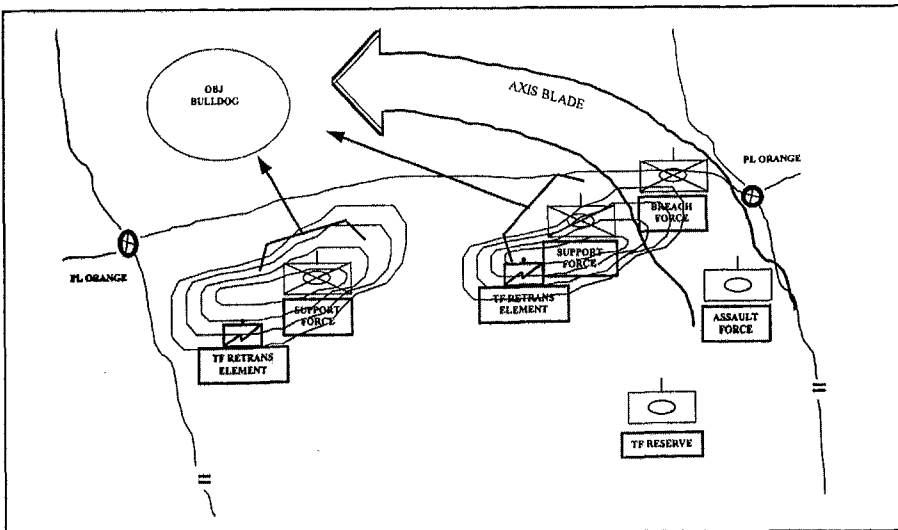 OBJ
BULLDOG
AXIS BLADE
PL ORANGE
BREACH
FORCE
SUPPORT
FORCE
PL ORANGE
SUPPORT
FORCE
TF RETRANS
ELEMENT
ASSAULT
FORCE
TF RETRANS
ELEMENT
TF RESERVE